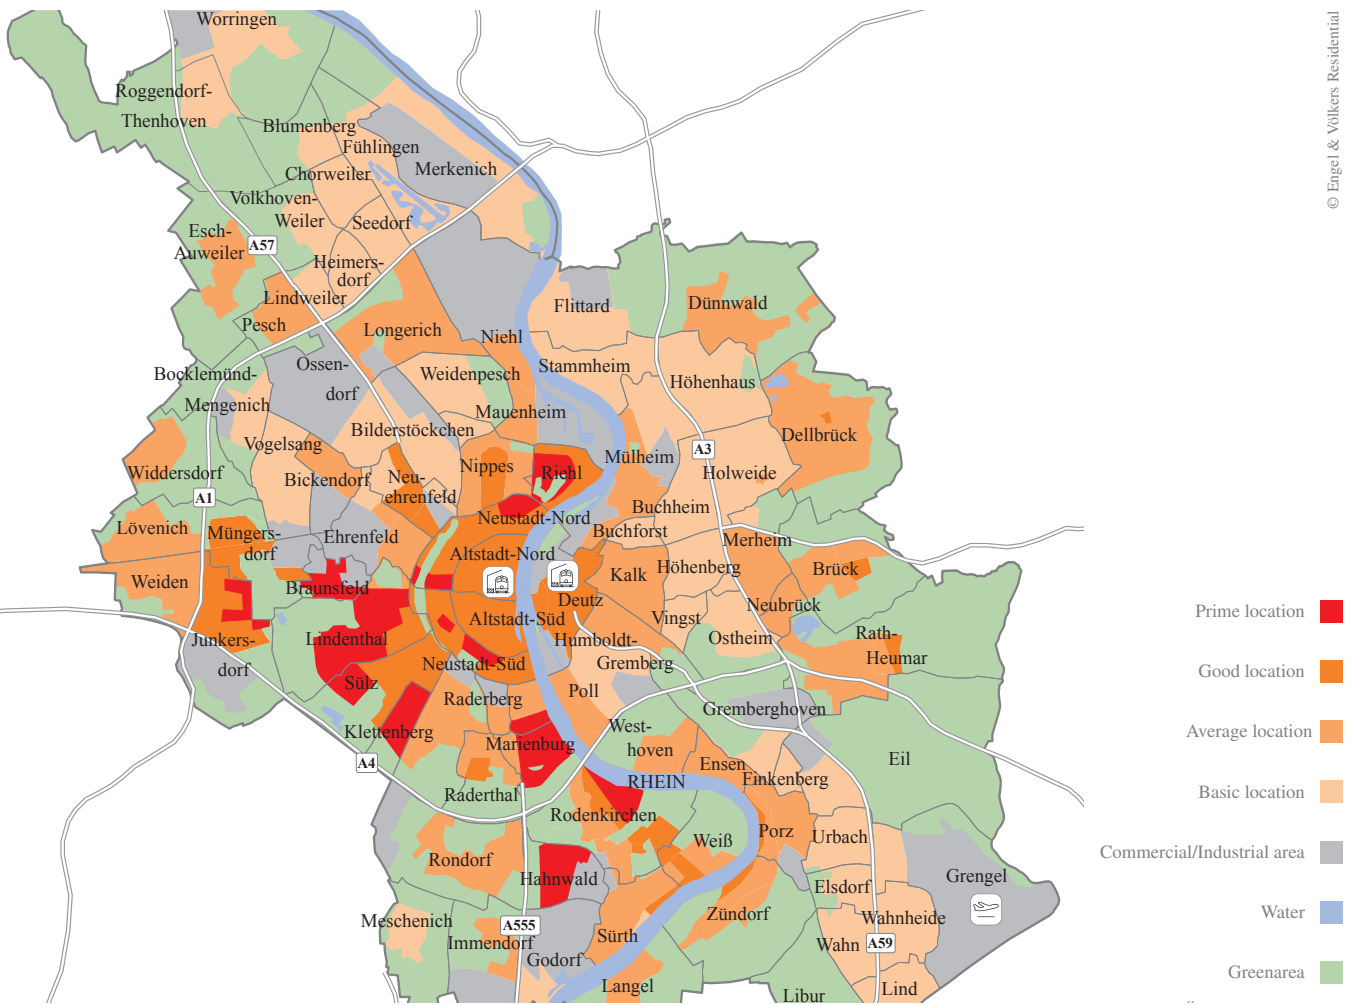 Worringen
© Engel & Völkers Residential
Roggendorf-
Thenhoven
Blumenberg
Fühlingen
Merkenich
Chorweiler
Volkhoven-
Weiler
Seedorf
Esch-
Auweiler
A57
Heimers-
dorf
Lindweiler
Flittard
Dünnwald
Pesch
Longerich
Niehl
Ossen-
dorf
Stammheim
Bocklemünd-
Mengenich
Weidenpesch
Höhenhaus
Mauenheim
Bilderstöckchen
Vogelsang
Dellbrück
Mülheim
A3
Widdersdorf
Bickendorf
Neu-
ehrenfeld
Nippes
Riehl
Holweide
A1
Buchheim
Neustadt-Nord
Lövenich
Müngers-
dorf
Ehrenfeld
Buchforst
Merheim
Altstadt-Nord
Weiden
Braunsfeld
Kalk
Höhenberg
Brück
Deutz
Neubrück
Prime location
Altstadt-Süd
Vingst
Junkers-
dorf
Lindenthal
Humboldt-
Gremberg
Ostheim
Rath-
Heumar
Neustadt-Süd
Good location
Sülz
Raderberg
Poll
Gremberghoven
Klettenberg
Marienburg
West-
hoven
Average location
A4
Ensen
Eil
RHEIN
Finkenberg
Raderthal
Basic location
Rodenkirchen
Weiß
Porz
Urbach
Rondorf
Commercial/Industrial area
Hahnwald
Elsdorf
Grengel
Meschenich
Zündorf
Wahnheide
Water
A555
Immendorf
Sürth
Wahn
A59
Godorf
Greenarea
Langel
Libur
Lind